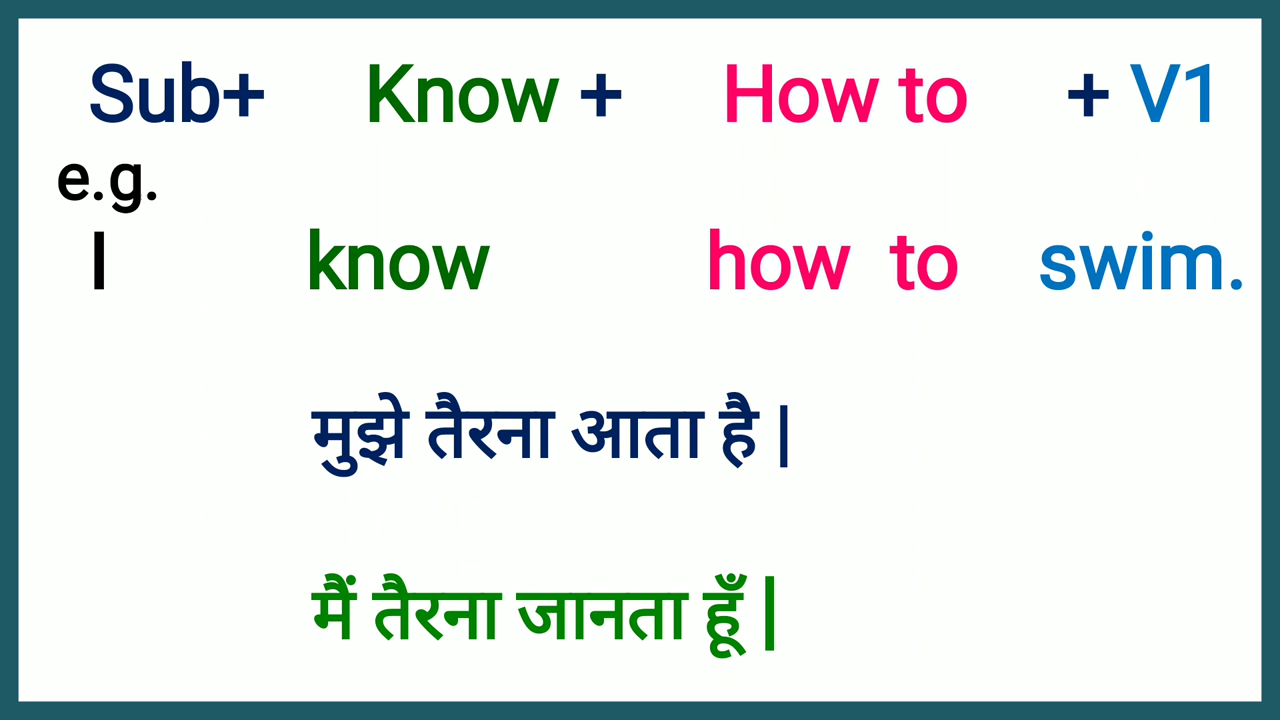 Sub+ Know + How to + V1
e.g.
I know how to swim.
मुझे तैरना आता है |
मैं तैरना जानता हूँ |